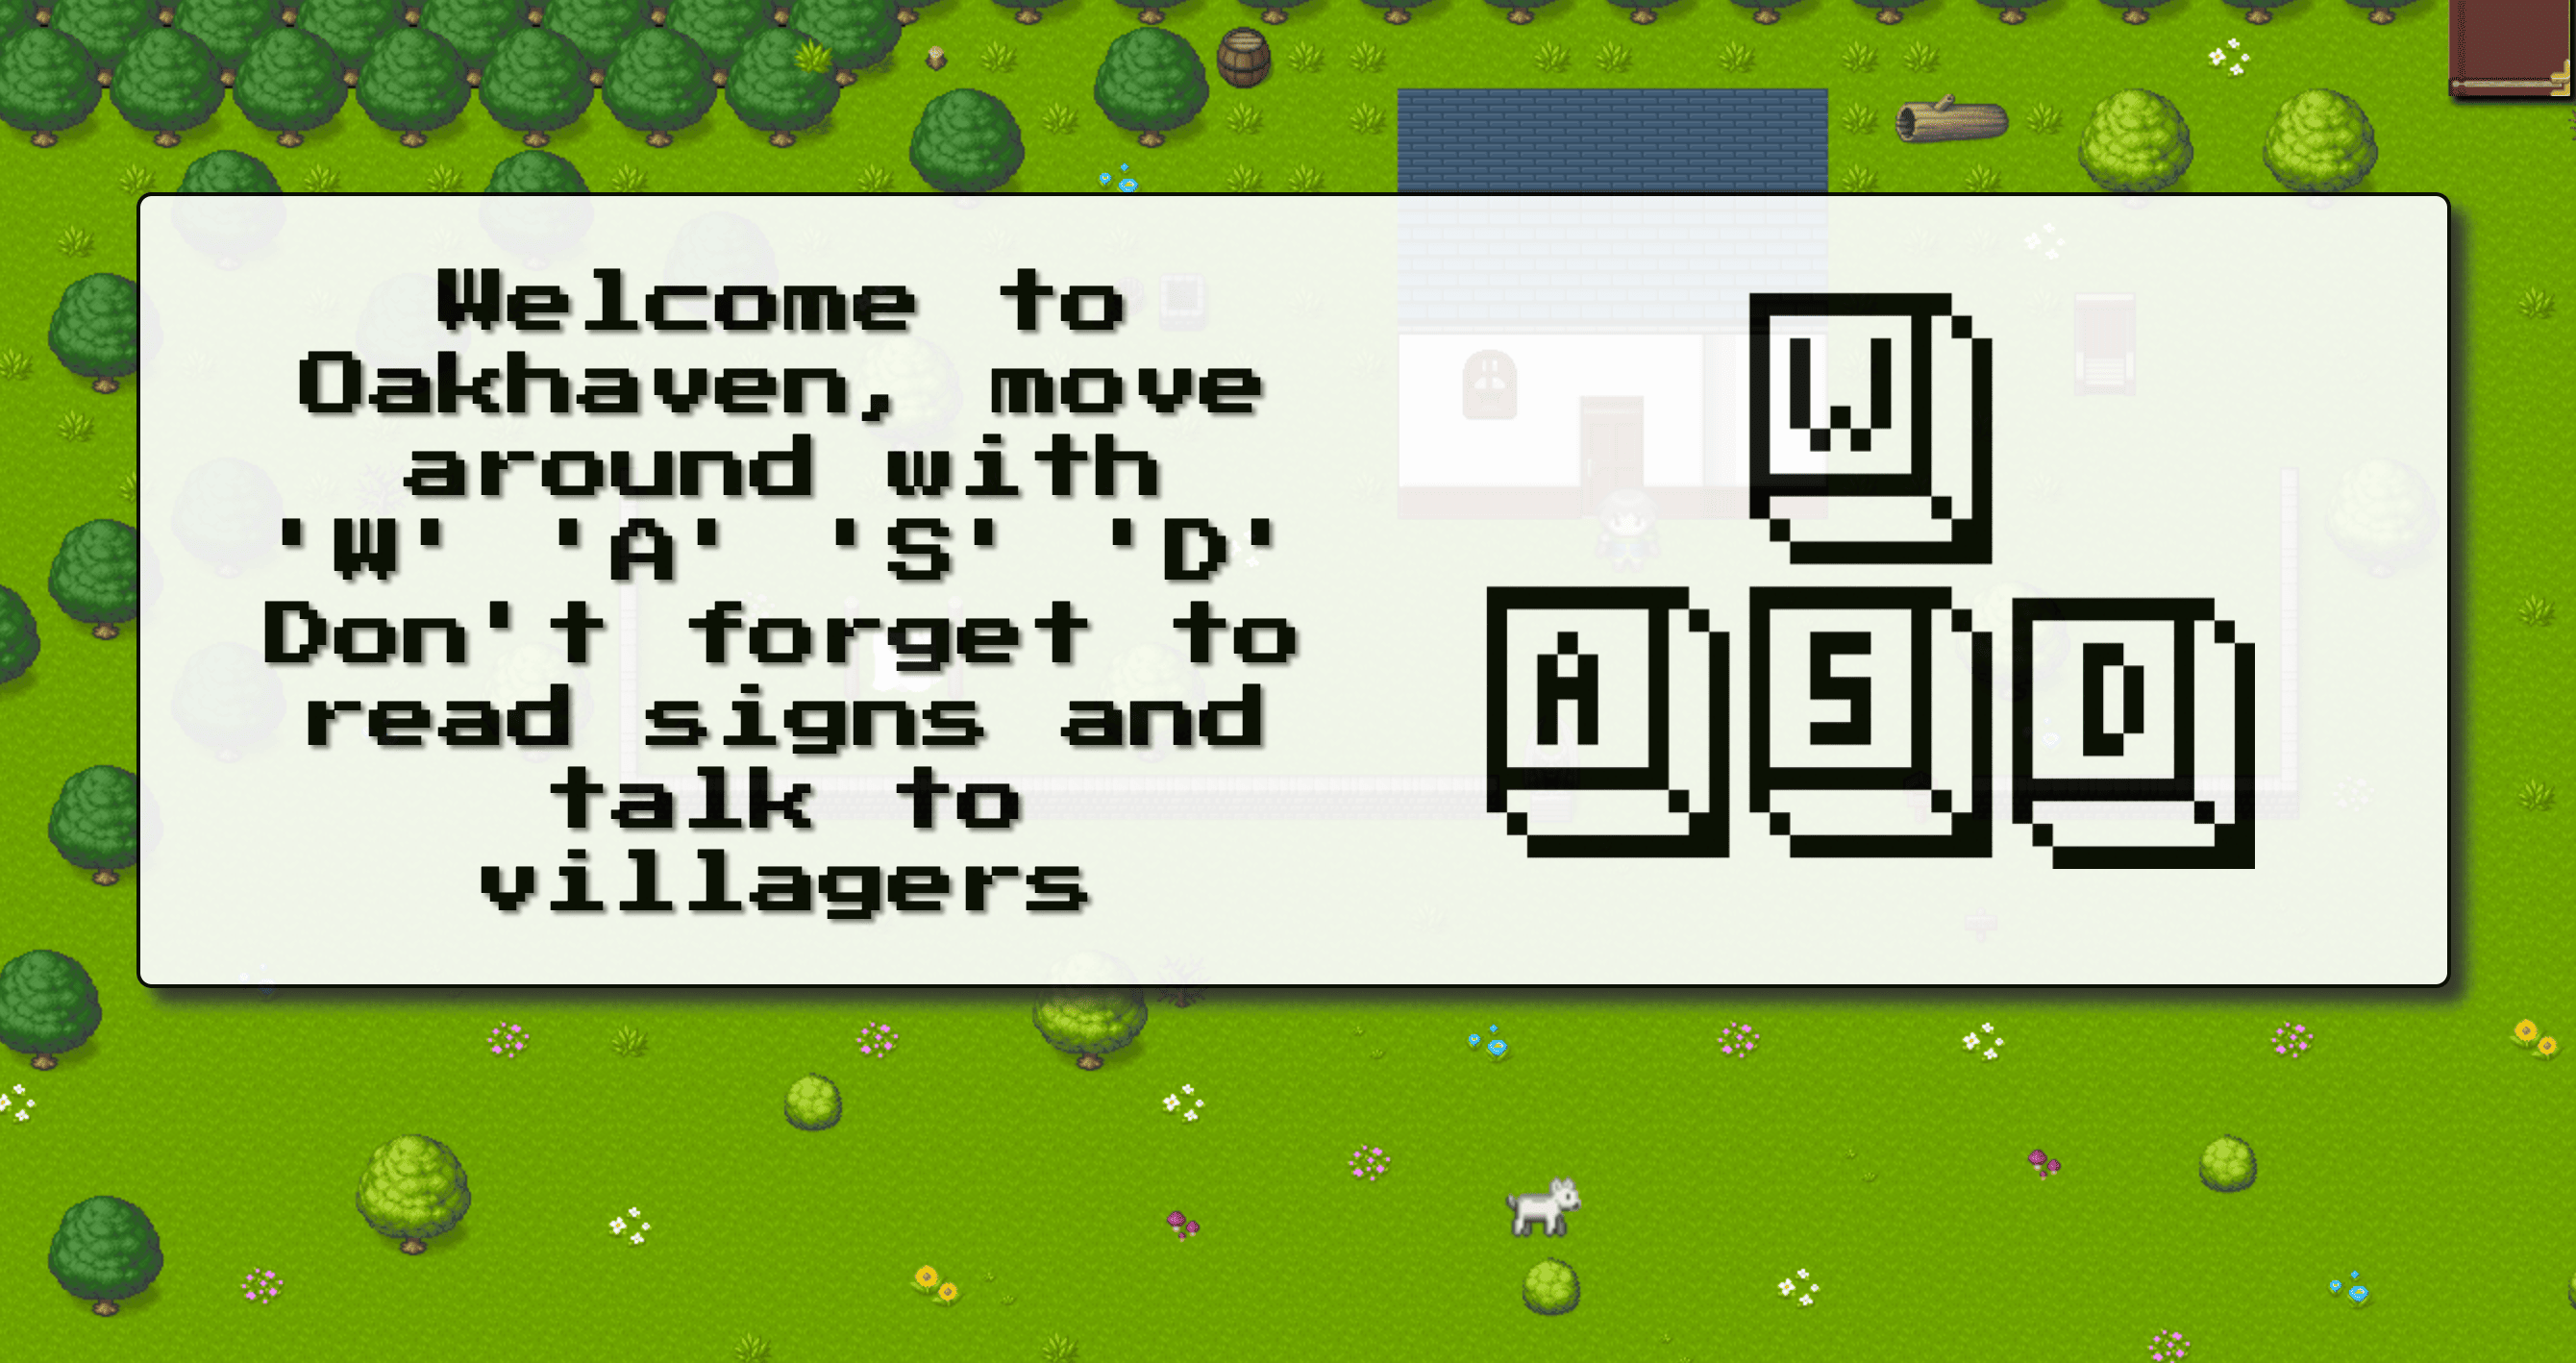 Welcome to
Oakhaven, move
around with
'W' 'A' 'S' 'D'
Don't forget to
read signs and
talk to
villagers
W
A S D